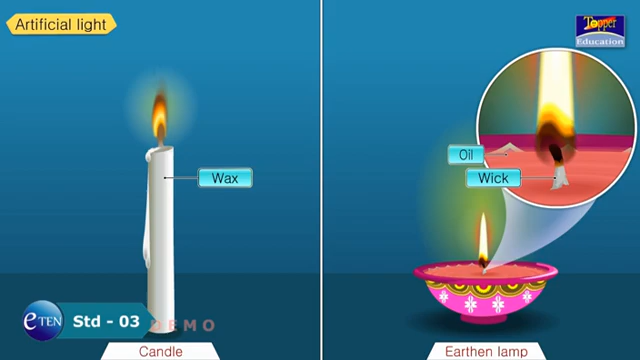 Artificial light
Topper
Education
Wax
Oil
Wick
eTEN
Std - 03
DEMO
Candle
Earthen lamp